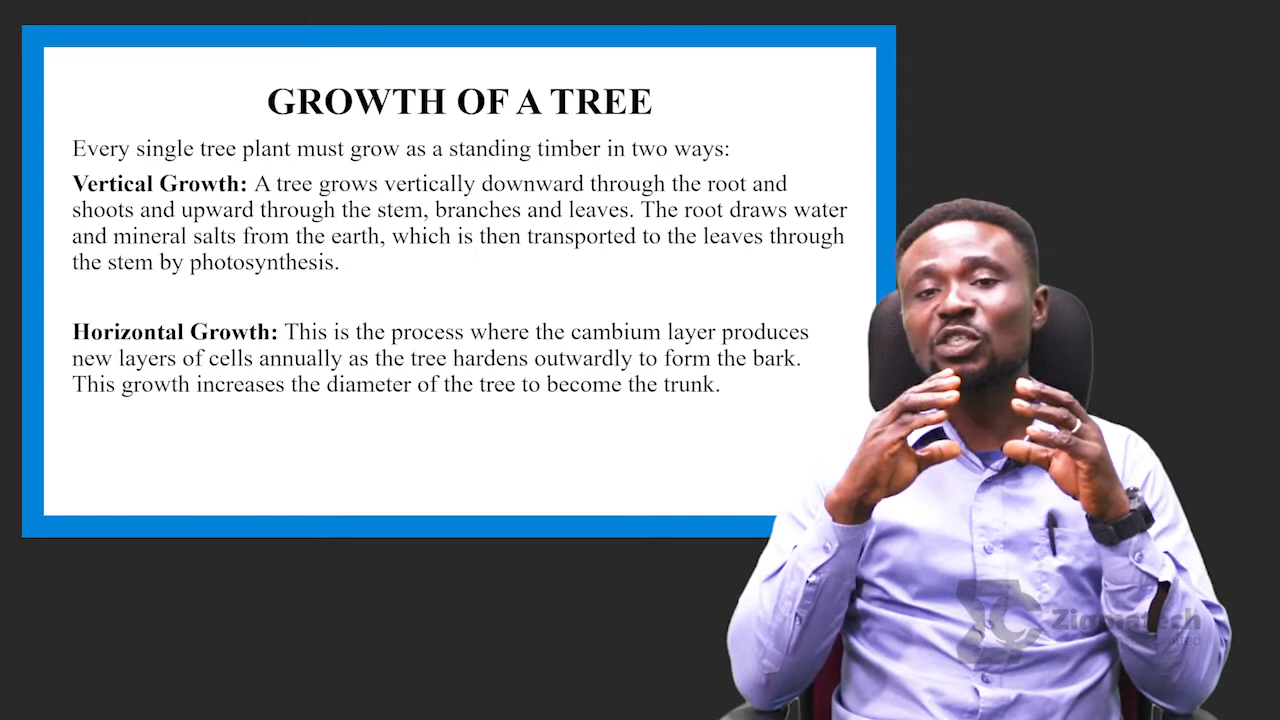 GROWTH OF A TREE
Every single tree plant must grow as a standing timber in two ways:
Vertical Growth: A tree grows vertically downward through the root and
shoots and upward through the stem, branches and leaves. The root draws water
and mineral salts from the earth, which is then transported to the leaves through
the stem by photosynthesis.
Horizontal Growth: This is the process where the cambium layer produces
new layers of cells annually as the tree hardens outwardly to form the bark.
This growth increases the diameter of the tree to become the trunk.
Zigmatech